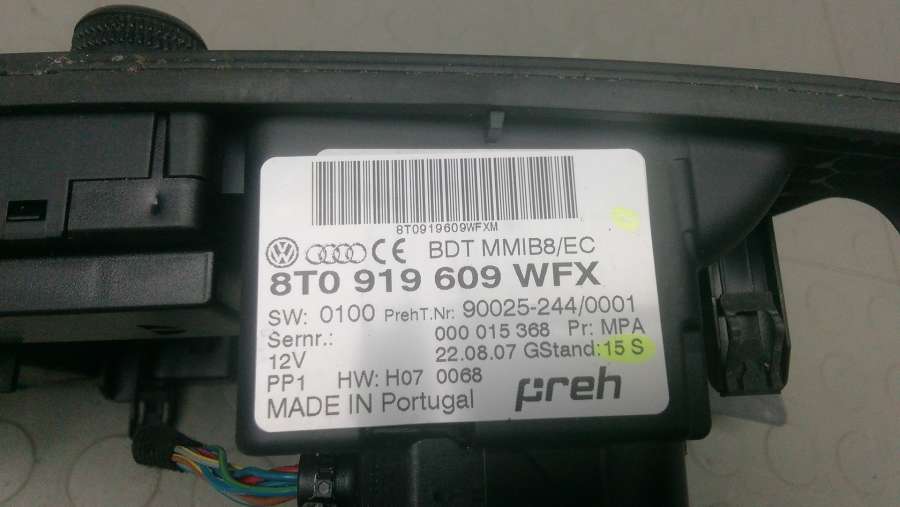 8T0919609WFXM
CE BDT MMIB8/EC
8T0 919 609 WFX
SW: 0100 PrehT.Nr: 90025-244/0001
Sernr.: 000 015 368 Pr: MPA
12V 22.08.07 GStand: 15 S
PP1 HW: H07 0068
MADE IN Portugal preh